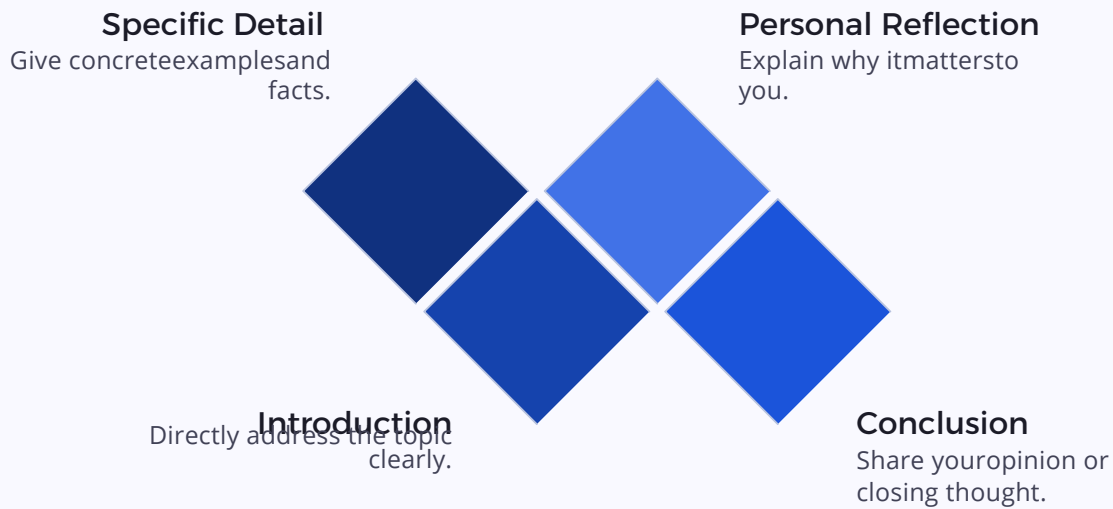 Specific Detail
Give concreteexamplesand
facts.
Personal Reflection
Explain why itmattersto
you.
Introduction
Directly address the topic
clearly.
Conclusion
Share youropinion or
closing thought.